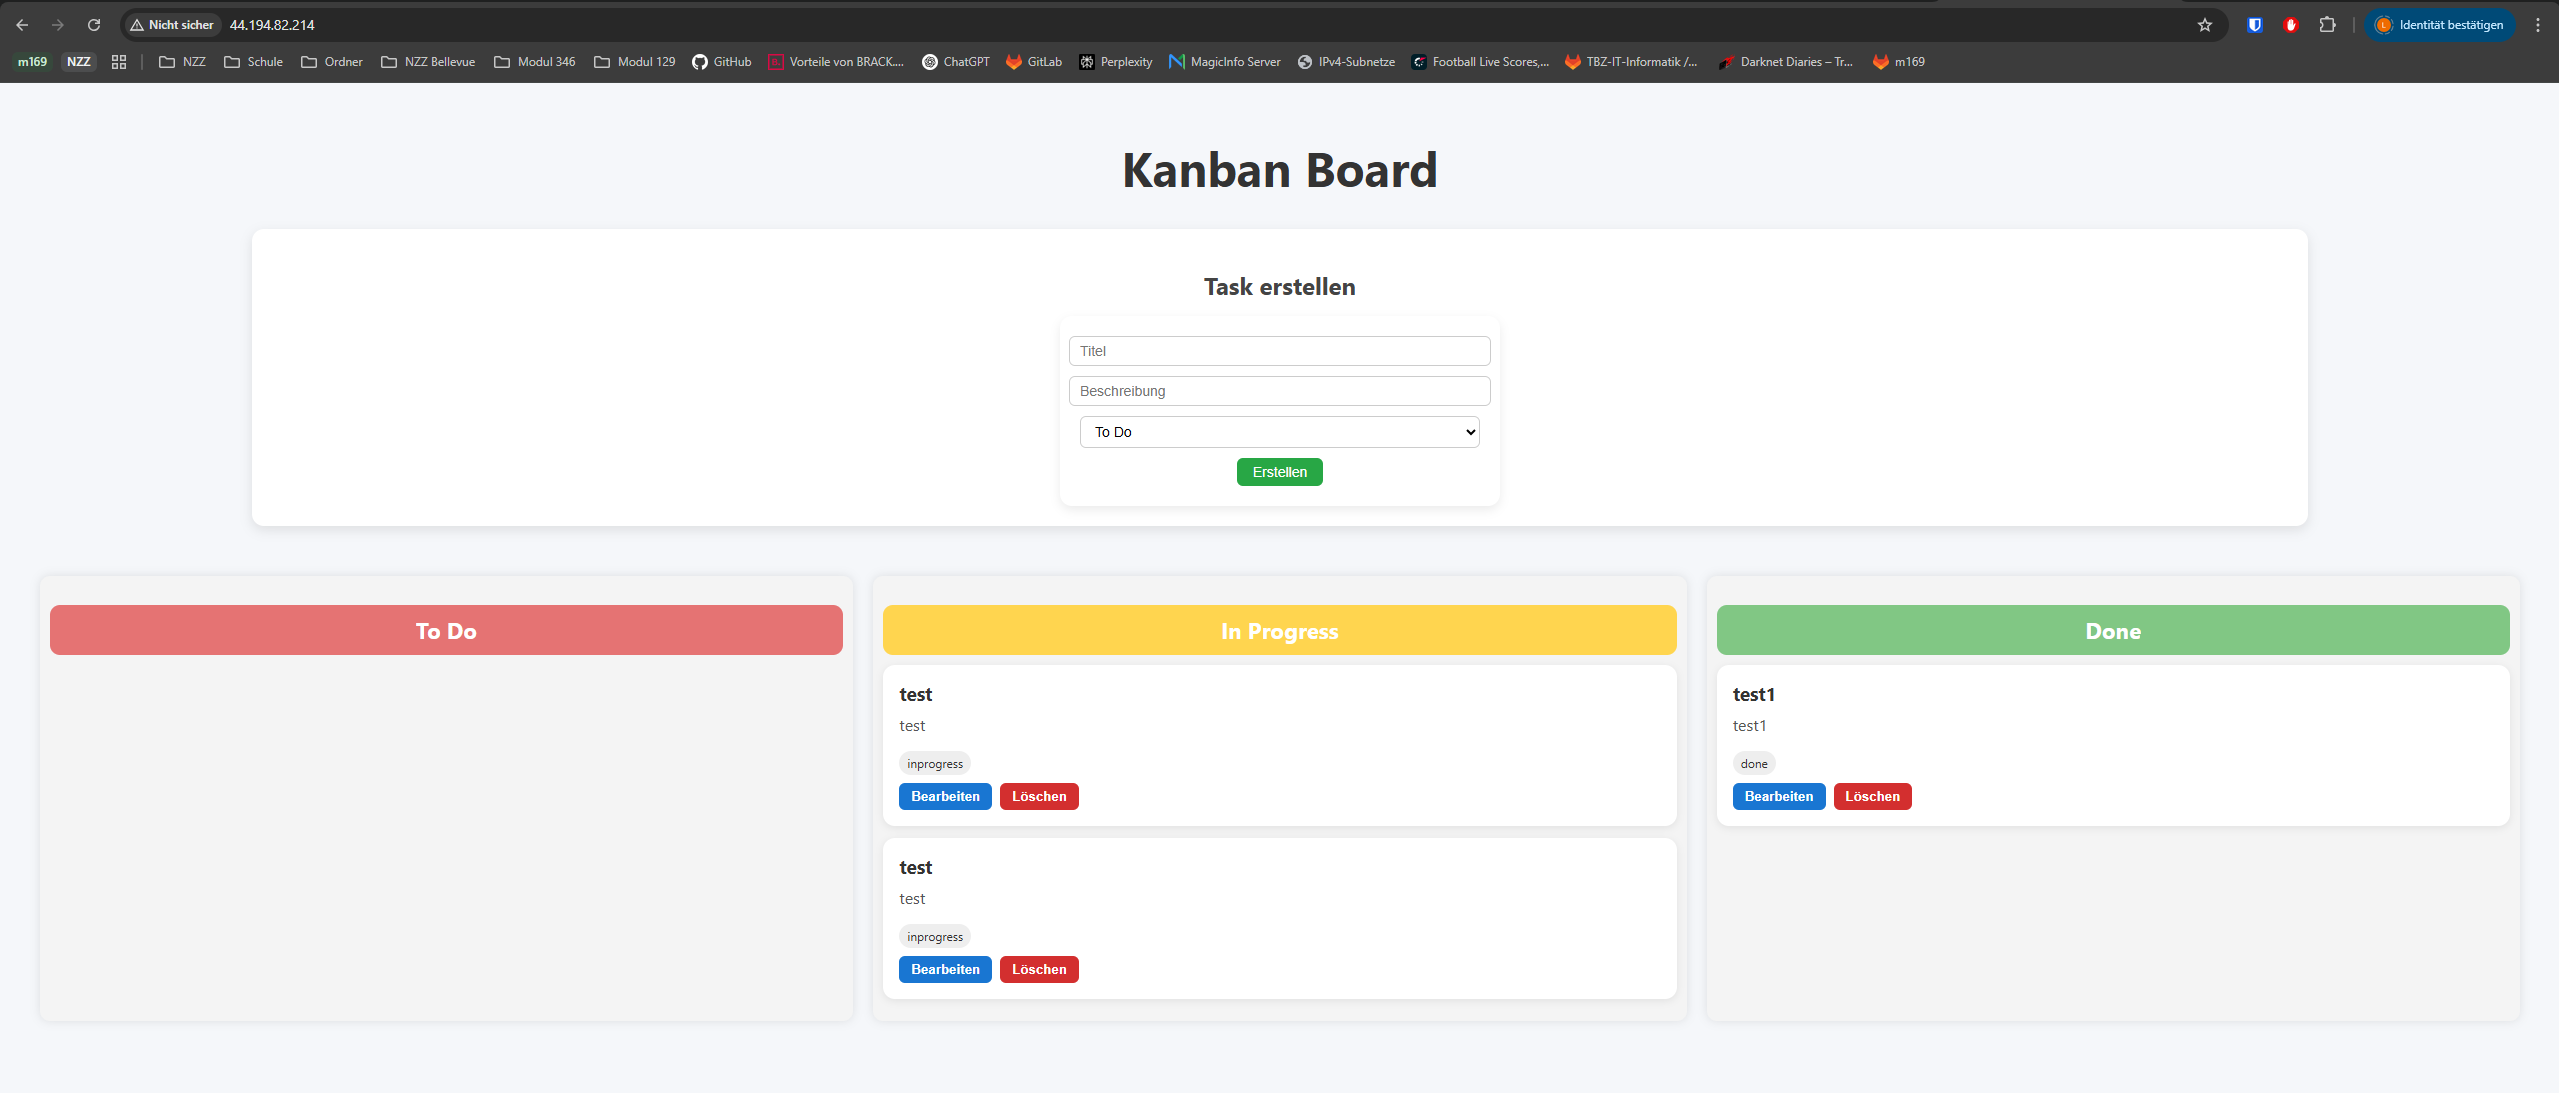 Nicht sicher 44.194.82.214
Identität bestätigen
m169 NZZ NZZ Schule Ordner NZZ Bellevue Modul 346 Modul 129 GitHub Vorteile von BRACK.... ChatGPT GitLab Perplexity MagicInfo Server IPv4-Subnetze Football Live Scores,... TBZ-IT-Informatik /... Darknet Diaries – Tr... m169
Kanban Board
Task erstellen
Titel
Beschreibung
To Do
Erstellen
To Do
In Progress
test
test
inprogress
Bearbeiten Löschen
test
test
inprogress
Bearbeiten Löschen
Done
test1
test1
done
Bearbeiten Löschen